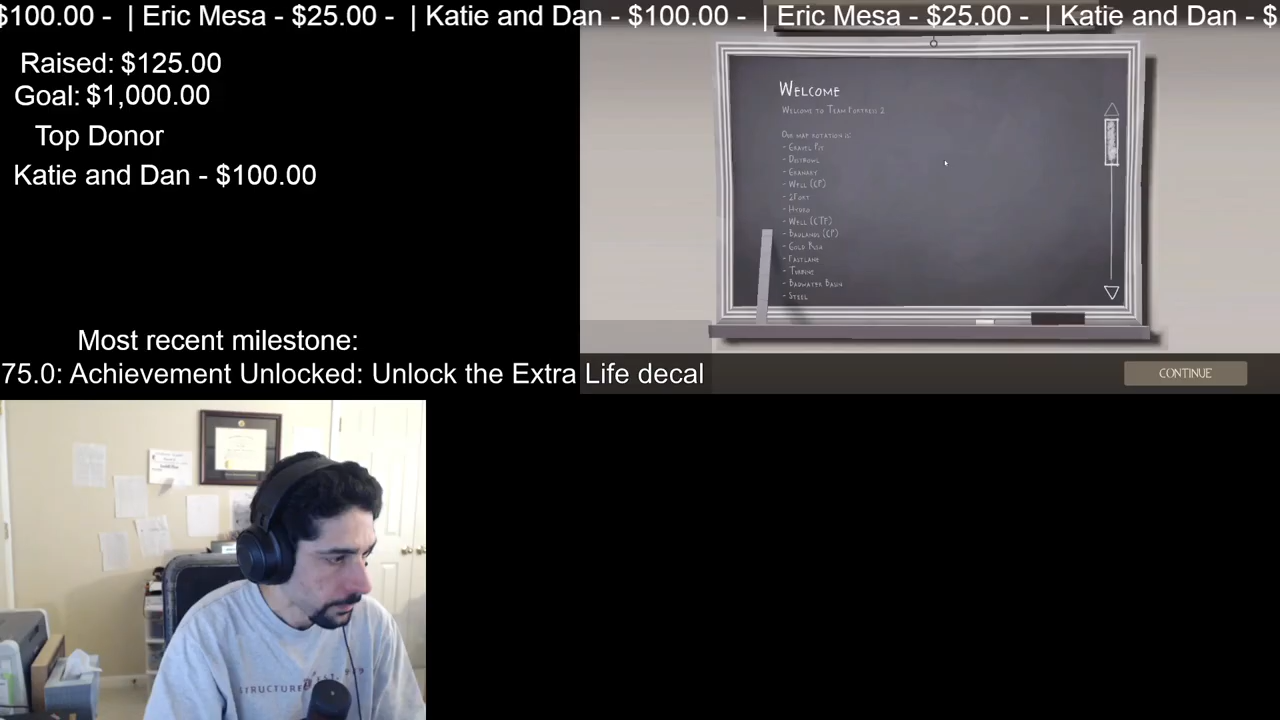 $100.00 -  | Eric Mesa - $25.00 -  | Katie and Dan - $100.00 -  | Eric Mesa - $25.00 -  | Katie and Dan - $
Raised: $125.00
Goal: $1,000.00
Top Donor
Katie and Dan - $100.00
Most recent milestone:
75.0: Achievement Unlocked: Unlock the Extra Life decal
Welcome
Welcome to Team Fortress 2
Our map rotation is:
- Gravel Pit
- Dustbowl
- Granary
- Well (CP)
- 2Fort
- Hydro
- Well (CTF)
- Badlands (CP)
- Gold Rush
- Fastlane
- Turbine
- Badwater Basin
- Steel
CONTINUE